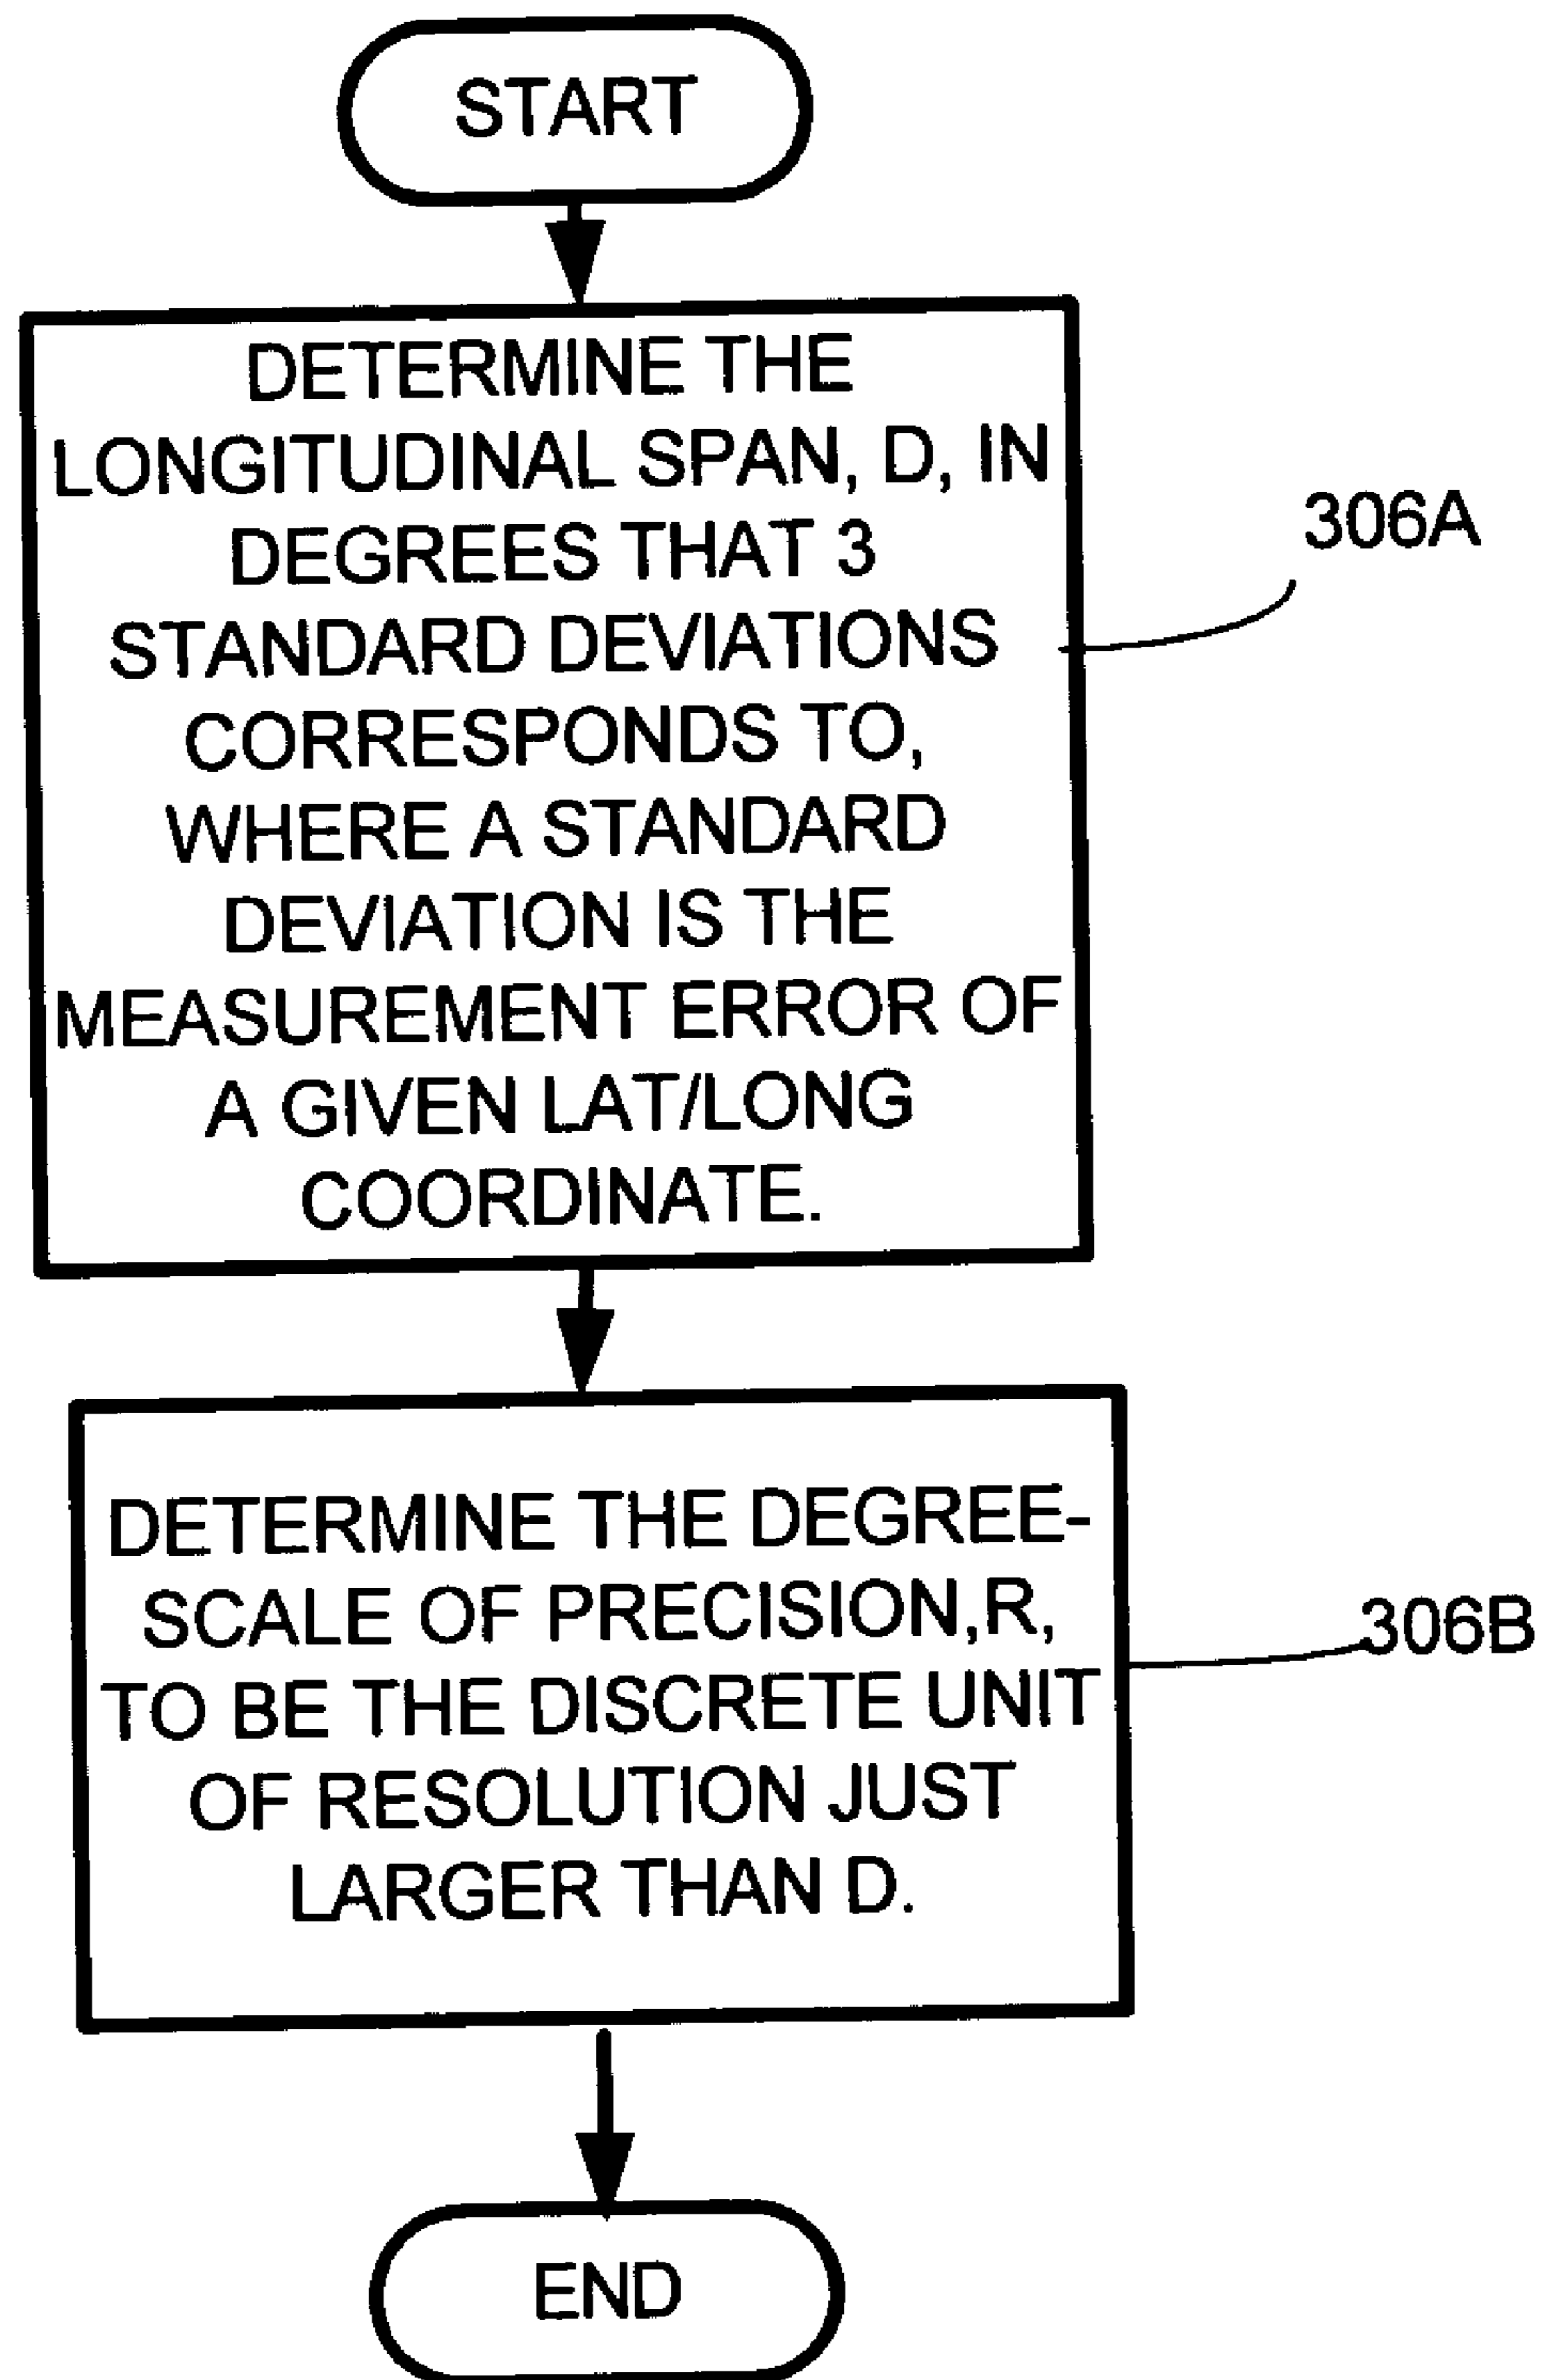 START
DETERMINE THE
LONGITUDINAL SPAN, D, IN
DEGREES THAT 3
STANDARD DEVIATIONS
CORRESPONDS TO,
WHERE A STANDARD
DEVIATION IS THE
MEASUREMENT ERROR OF
A GIVEN LAT/LONG
COORDINATE.
306A
DETERMINE THE DEGREE-
SCALE OF PRECISION,R,
TO BE THE DISCRETE UNIT
OF RESOLUTION JUST
LARGER THAN D.
306B
END